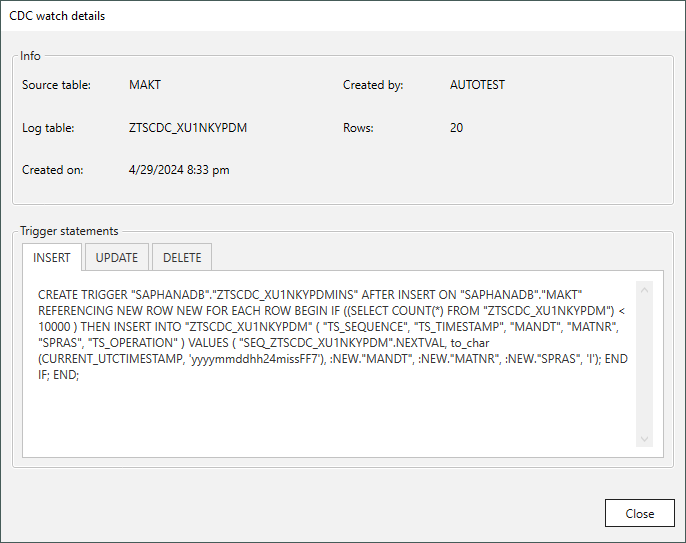 CDC watch details
Info
Source table: MAKT Created by: AUTOTEST
Log table: ZTSCDC_XU1NKYPDM Rows: 20
Created on: 4/29/2024 8:33 pm
Trigger statements
INSERT UPDATE DELETE
CREATE TRIGGER "SAPHANADB"."ZTSCDC_XU1NKYPDMINS" AFTER INSERT ON "SAPHANADB"."MAKT"
REFERENCING NEW ROW NEW FOR EACH ROW BEGIN IF ((SELECT COUNT(*) FROM "ZTSCDC_XU1NKYPDM") <
10000 ) THEN INSERT INTO "ZTSCDC_XU1NKYPDM" ( "TS_SEQUENCE", "TS_TIMESTAMP", "MANDT", "MATNR",
"SPRAS", "TS_OPERATION" ) VALUES ( "SEQ_ZTSCDC_XU1NKYPDM".NEXTVAL, to_char
(CURRENT_UTCTIMESTAMP, 'yyyymmddhh24missFF7'), :NEW."MANDT", :NEW."MATNR", :NEW."SPRAS", 'I'); END
IF; END;
Close